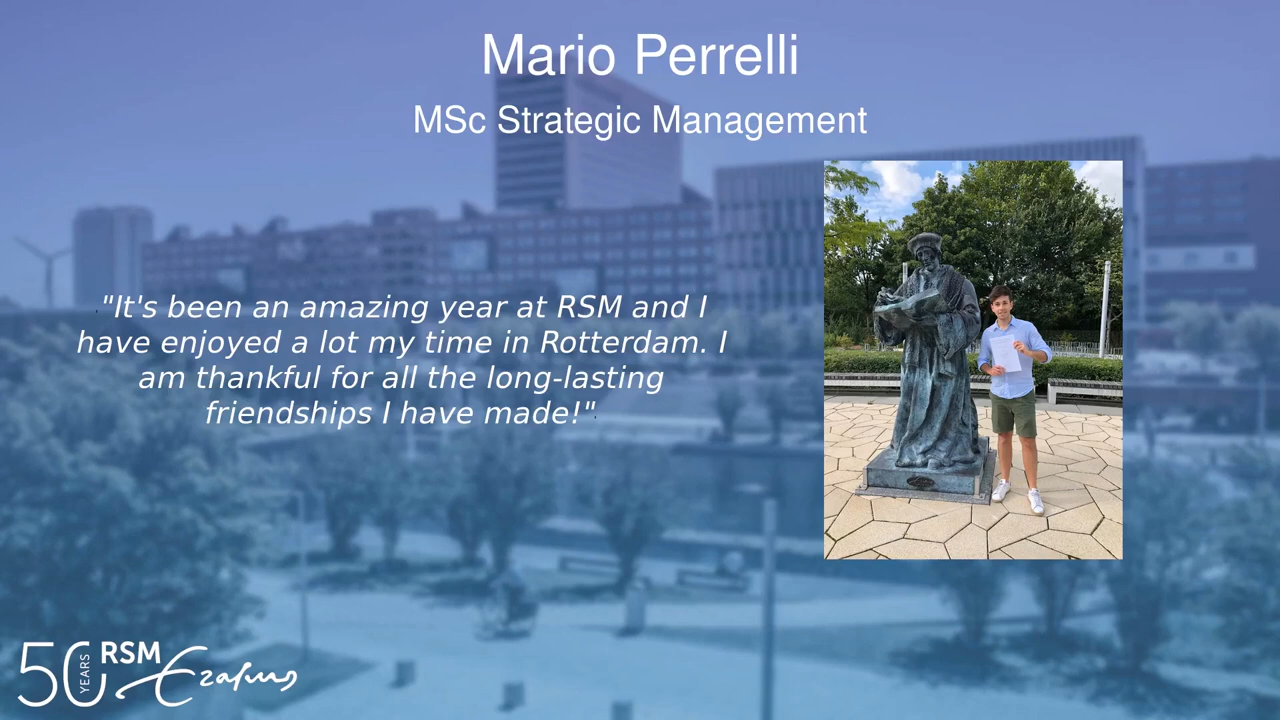 Mario Perrelli
MSc Strategic Management
"It's been an amazing year at RSM and I
have enjoyed a lot my time in Rotterdam. I
am thankful for all the long-lasting
friendships I have made!"
50 YEARS RSM Erasmus